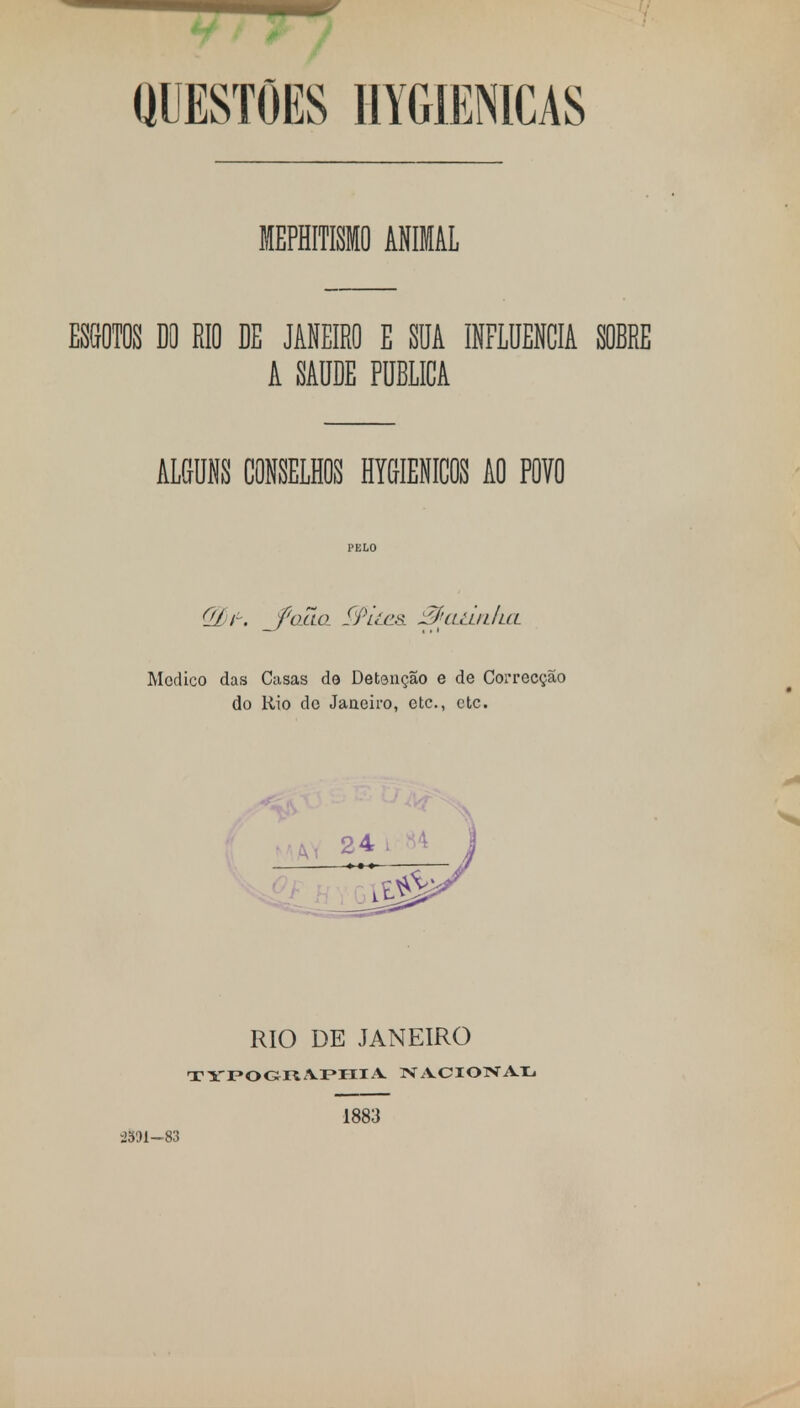 QUESTÕES HYGIENICAS
MEPHITISMO ANIMAL
ESGOTOS DO RIO DE JANEIRO E SUA INFLUENCIA SOBRE
A SAUDE PUBLICA
ALGUNS CONSELHOS HYGIENICOS AO POVO
PELO
Dr. João Pires Farinha
Medico das Casas de Detenção e de Correcção
do Rio de Janeiro, etc., etc.
24
RIO DE JANEIRO
TYPOGRAPHIA NACIONAL
1883
2391—83